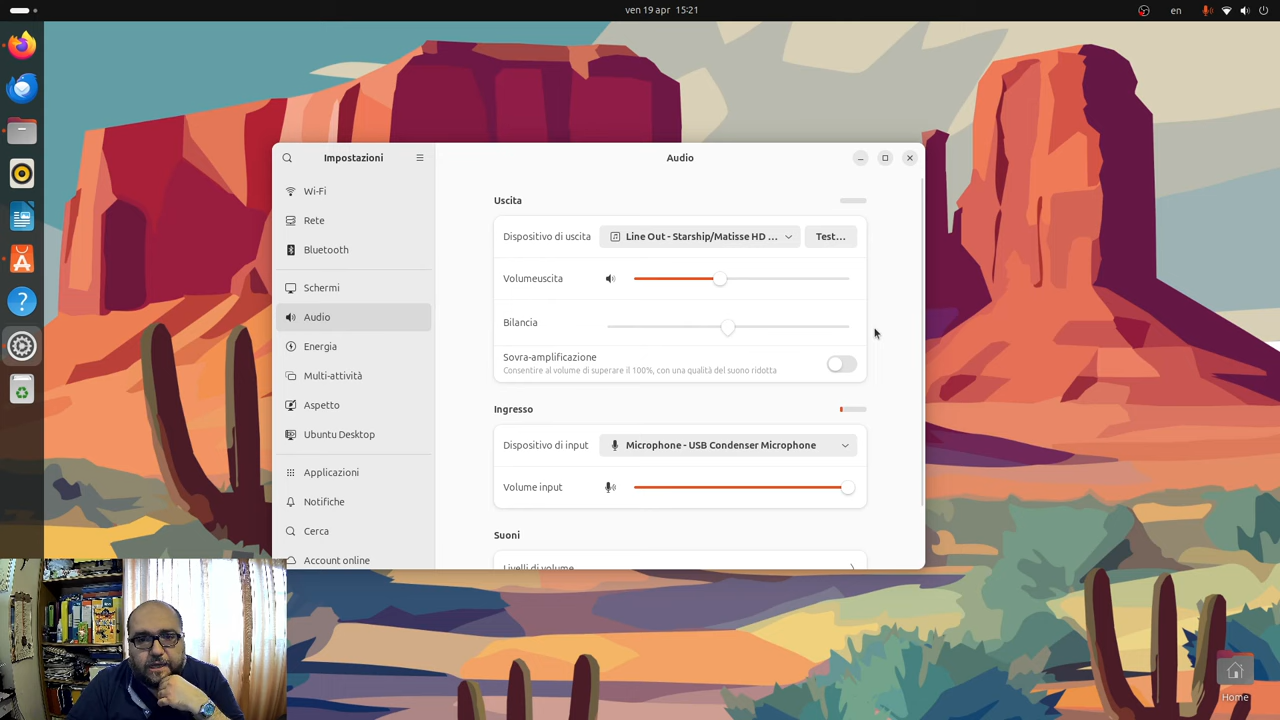 ven 19 apr 15:21
en
Impostazioni
Audio
Wi-Fi
Rete
Bluetooth
Schermi
Audio
Energia
Multi-attività
Aspetto
Ubuntu Desktop
Applicazioni
Notifiche
Cerca
Account online
Uscita
Dispositivo di uscita
Line Out - Starship/Matisse HD ...
Test...
Volumeuscita
Bilancia
Sovra-amplificazione
Consentire al volume di superare il 100%, con una qualità del suono ridotta
Ingresso
Dispositivo di input
Microphone - USB Condenser Microphone
Volume input
Suoni
Livelli di volume
Home